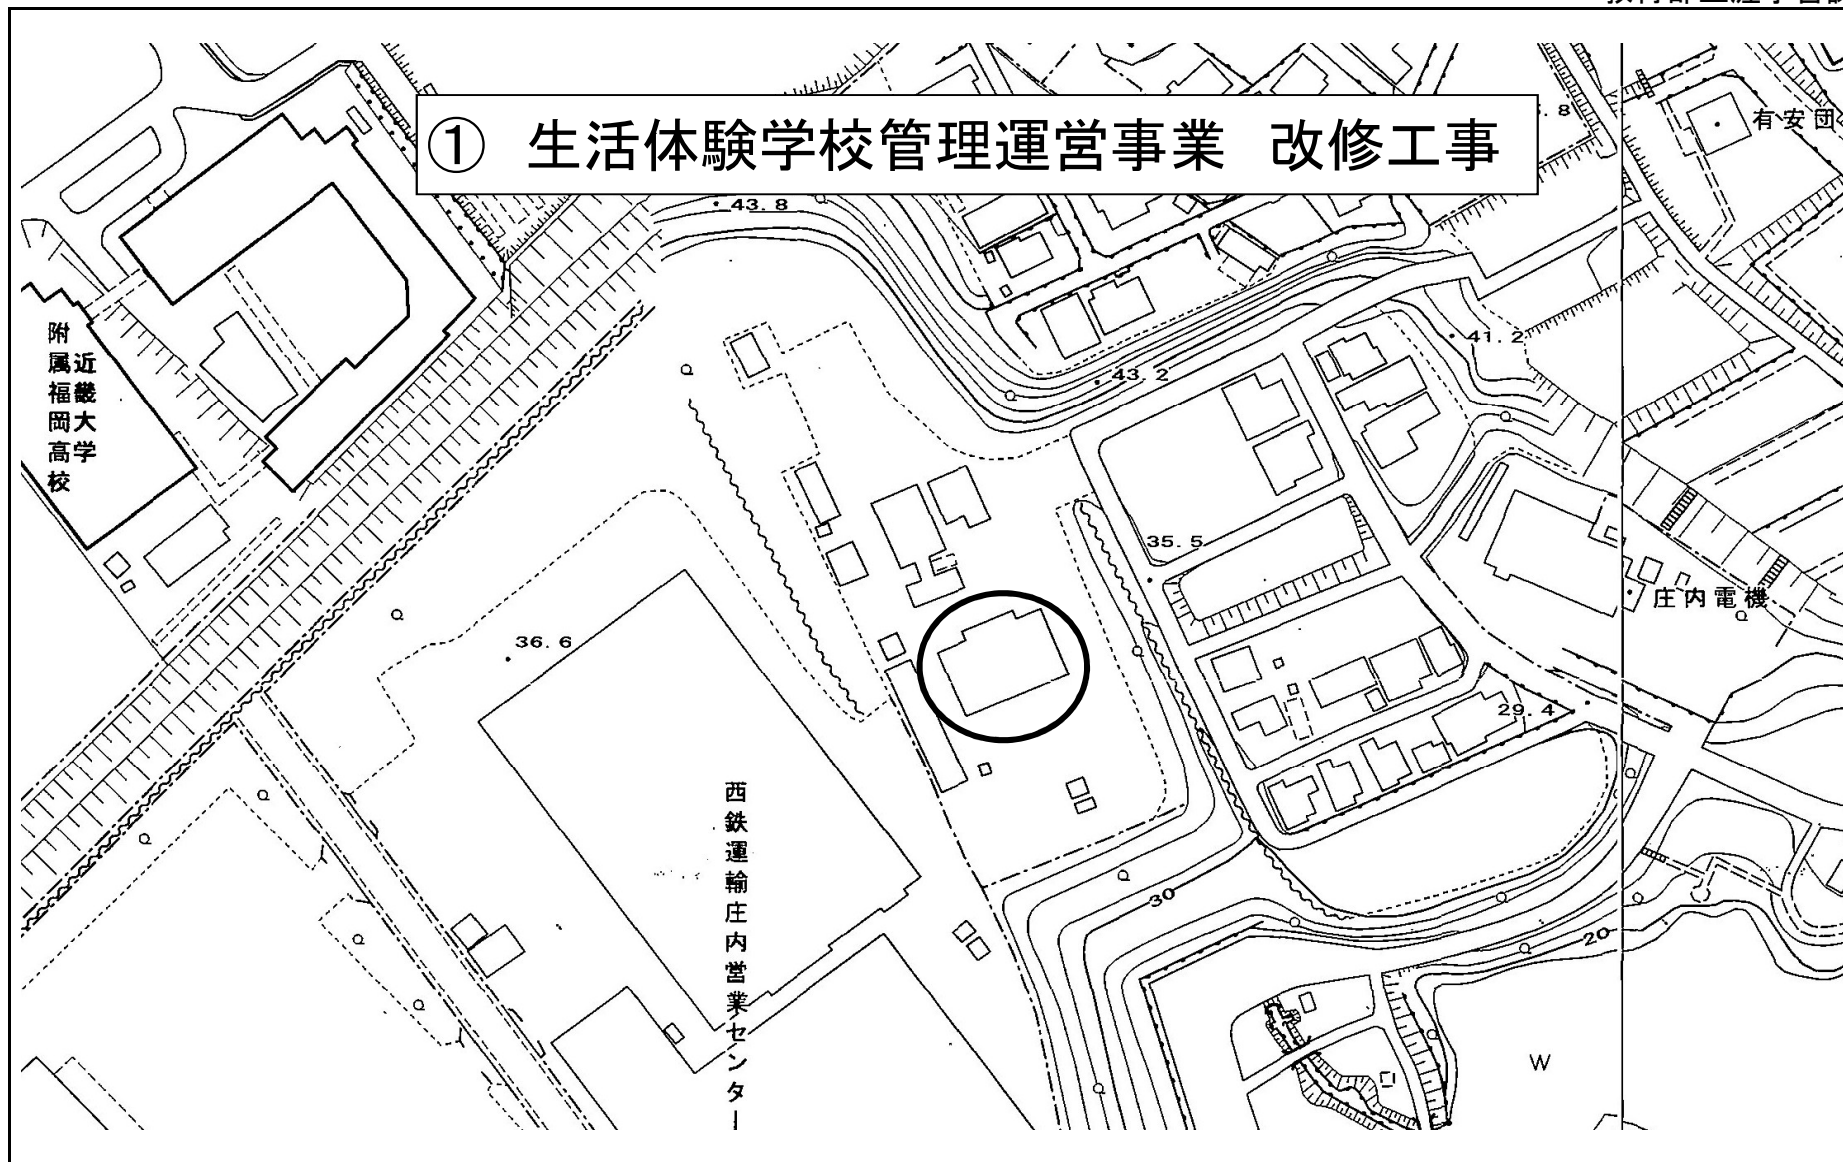 ① 生活体験学校管理運営事業 改修工事
有安団
43.8
41.2
43.2
附属福岡高校
近畿大学
35.5
庄内電機
36.6
29.4
西鉄運輸庄内営業センター
30
20
W